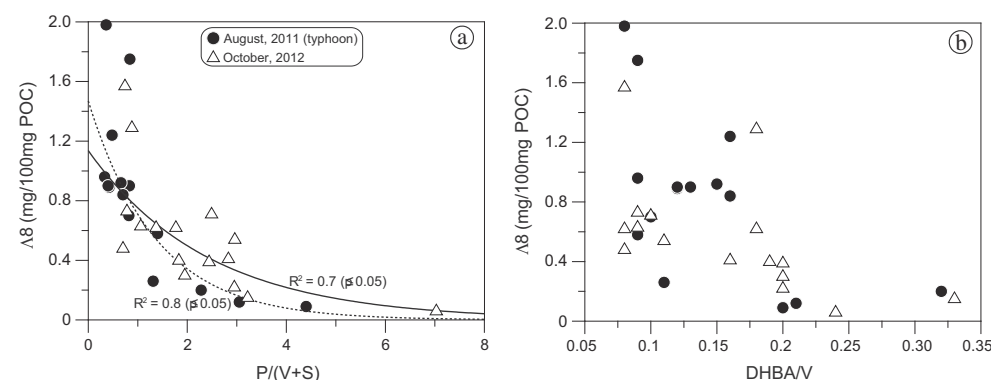 a
August, 2011 (typhoon)
October, 2012
2.0
1.6
1.2
0.8
0.4
0
Λ8 (mg/100mg POC)
R² = 0.7 (p≤0.05)
R² = 0.8 (p≤0.05)
0 2 4 6 8
P/(V+S)
b
2.0
1.6
1.2
0.8
0.4
0
Λ8 (mg/100mg POC)
0.05 0.1 0.15 0.20 0.25 0.30 0.35
DHBA/V